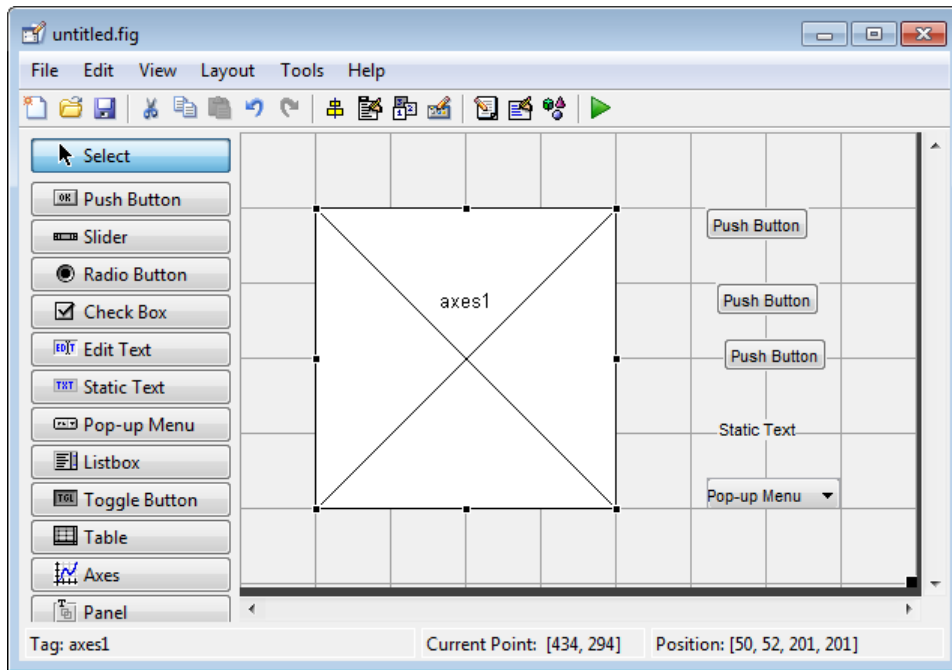 untitled.fig
File Edit View Layout Tools Help
Select
Push Button
Slider
Radio Button
Check Box
Edit Text
Static Text
Pop-up Menu
Listbox
Toggle Button
Table
Axes
Panel
axes1
Push Button
Push Button
Push Button
Static Text
Pop-up Menu
Tag: axes1
Current Point: [434, 294]
Position: [50, 52, 201, 201]